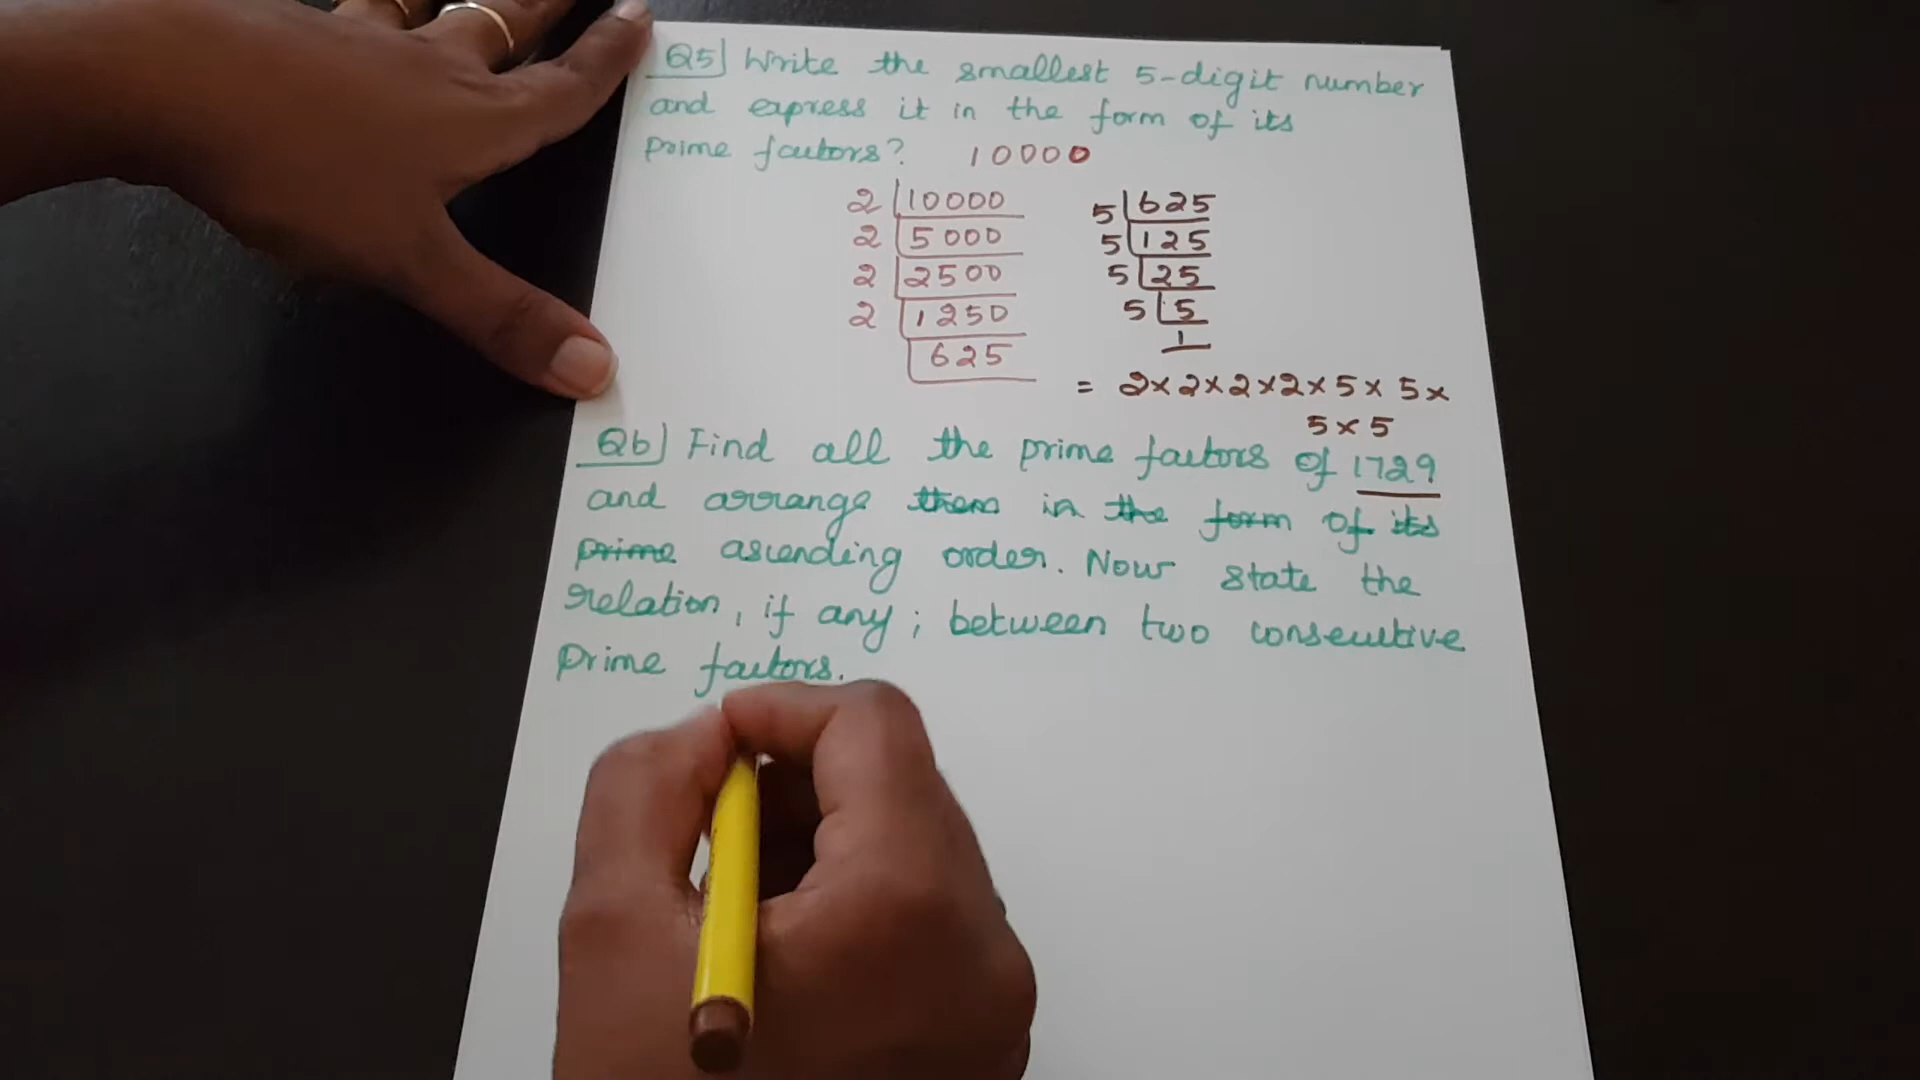 Q5] Write the smallest 5-digit number
and express it in the form of its
prime factors? 10000
2 | 10000
2 | 5000
2 | 2500
2 | 1250
625
5 | 625
5 | 125
5 | 25
5 | 5
1
= 2 × 2 × 2 × 2 × 5 × 5 ×
5 × 5
Q6] Find all the prime factors of 1729
and arrange them in the form of its
prime ascending order. Now state the
relation, if any; between two consecutive
prime factors.